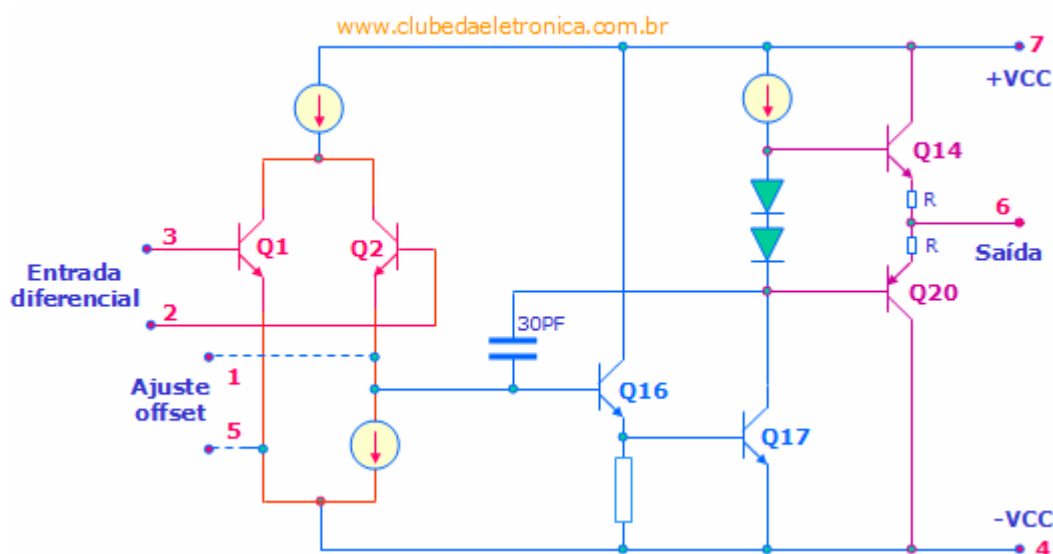 www.clubedaeletronica.com.br
7
+VCC
Q14
R
3
Q1
Q2
6
Entrada
diferencial
R
Saída
Q20
2
30PF
1
Q16
Ajuste
offset
5
Q17
-VCC
4